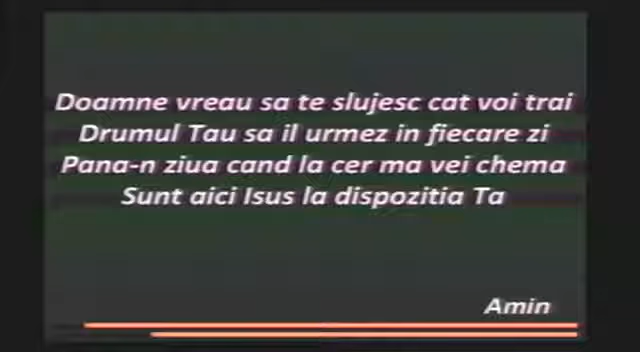 Doamne vreau sa te slujesc cat voi trai
Drumul Tau sa il urmez in fiecare zi
Pana-n ziua cand la cer ma vei chema
Sunt aici Isus la dispozitia Ta
Amin